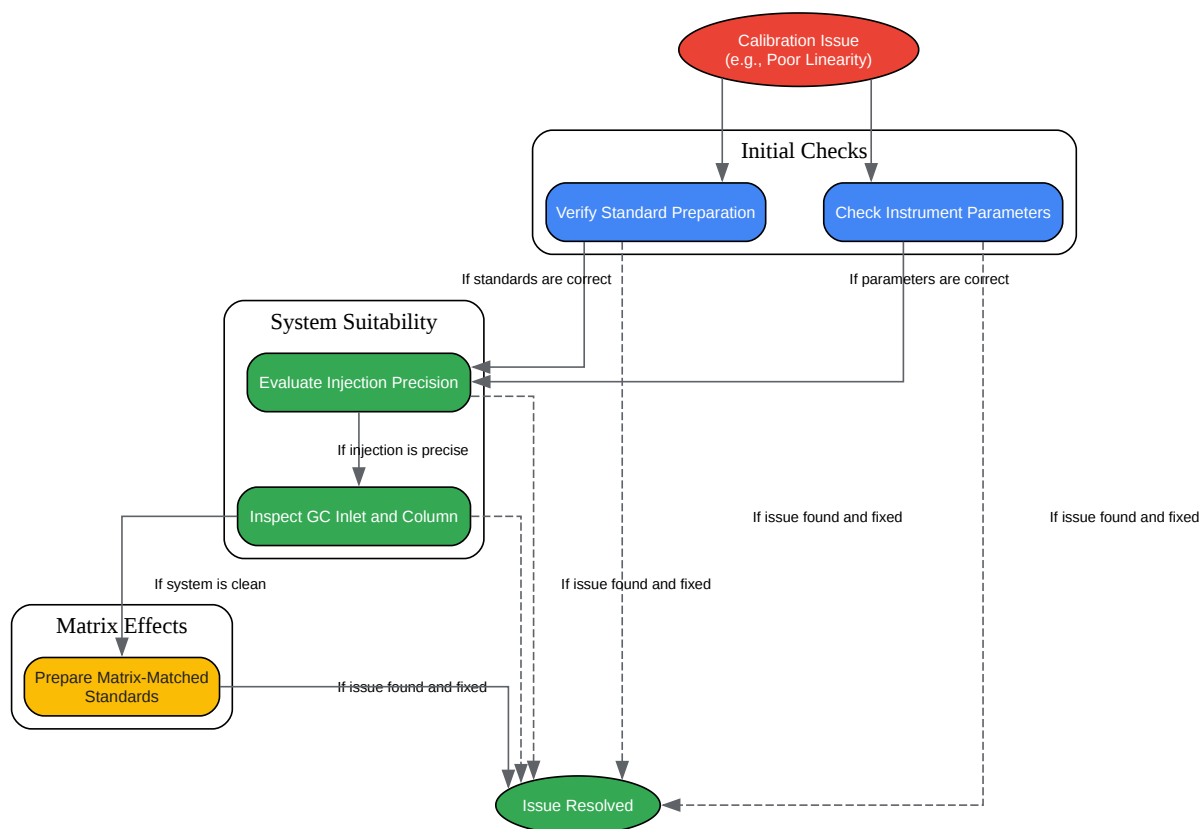 Calibration Issue
(e.g., Poor Linearity)
Initial Checks
Verify Standard Preparation
Check Instrument Parameters
If standards are correct
If parameters are correct
System Suitability
Evaluate Injection Precision
If injection is precise
Inspect GC Inlet and Column
If issue found and fixed
If issue found and fixed
If system is clean
If issue found and fixed
Matrix Effects
Prepare Matrix-Matched
Standards
If issue found and fixed
Issue Resolved